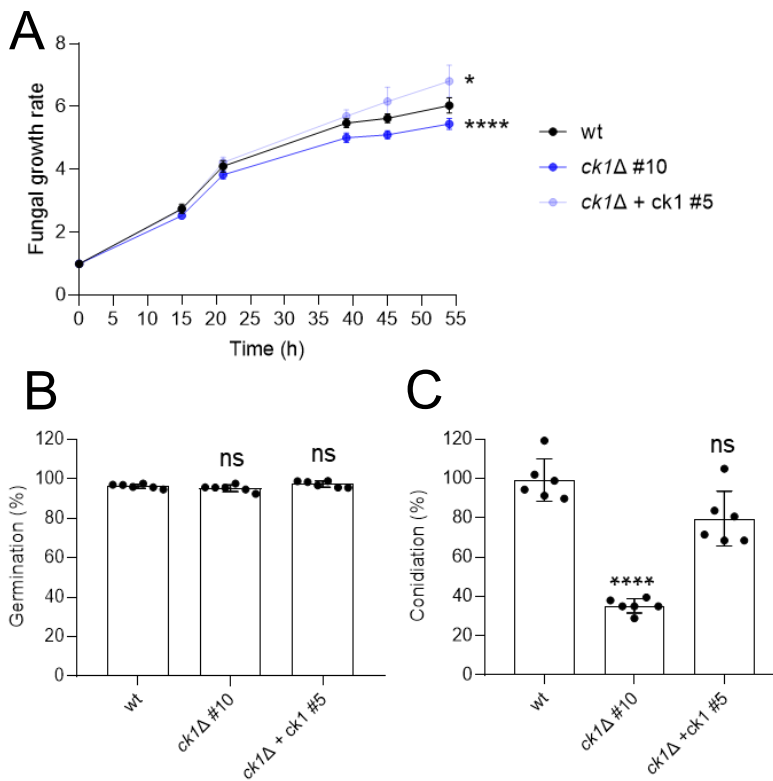 A
8
6
4
2
0
Fungal growth rate
*
****
0 5 10 15 20 25 30 35 40 45 50 55
Time (h)
wt
ck1Δ #10
ck1Δ + ck1 #5
B
120
100
80
60
40
20
0
Germination (%)
ns
ns
wt
ck1Δ #10
ck1Δ + ck1 #5
C
120
100
80
60
40
20
0
Conidiation (%)
****
ns
wt
ck1Δ #10
ck1Δ +ck1 #5